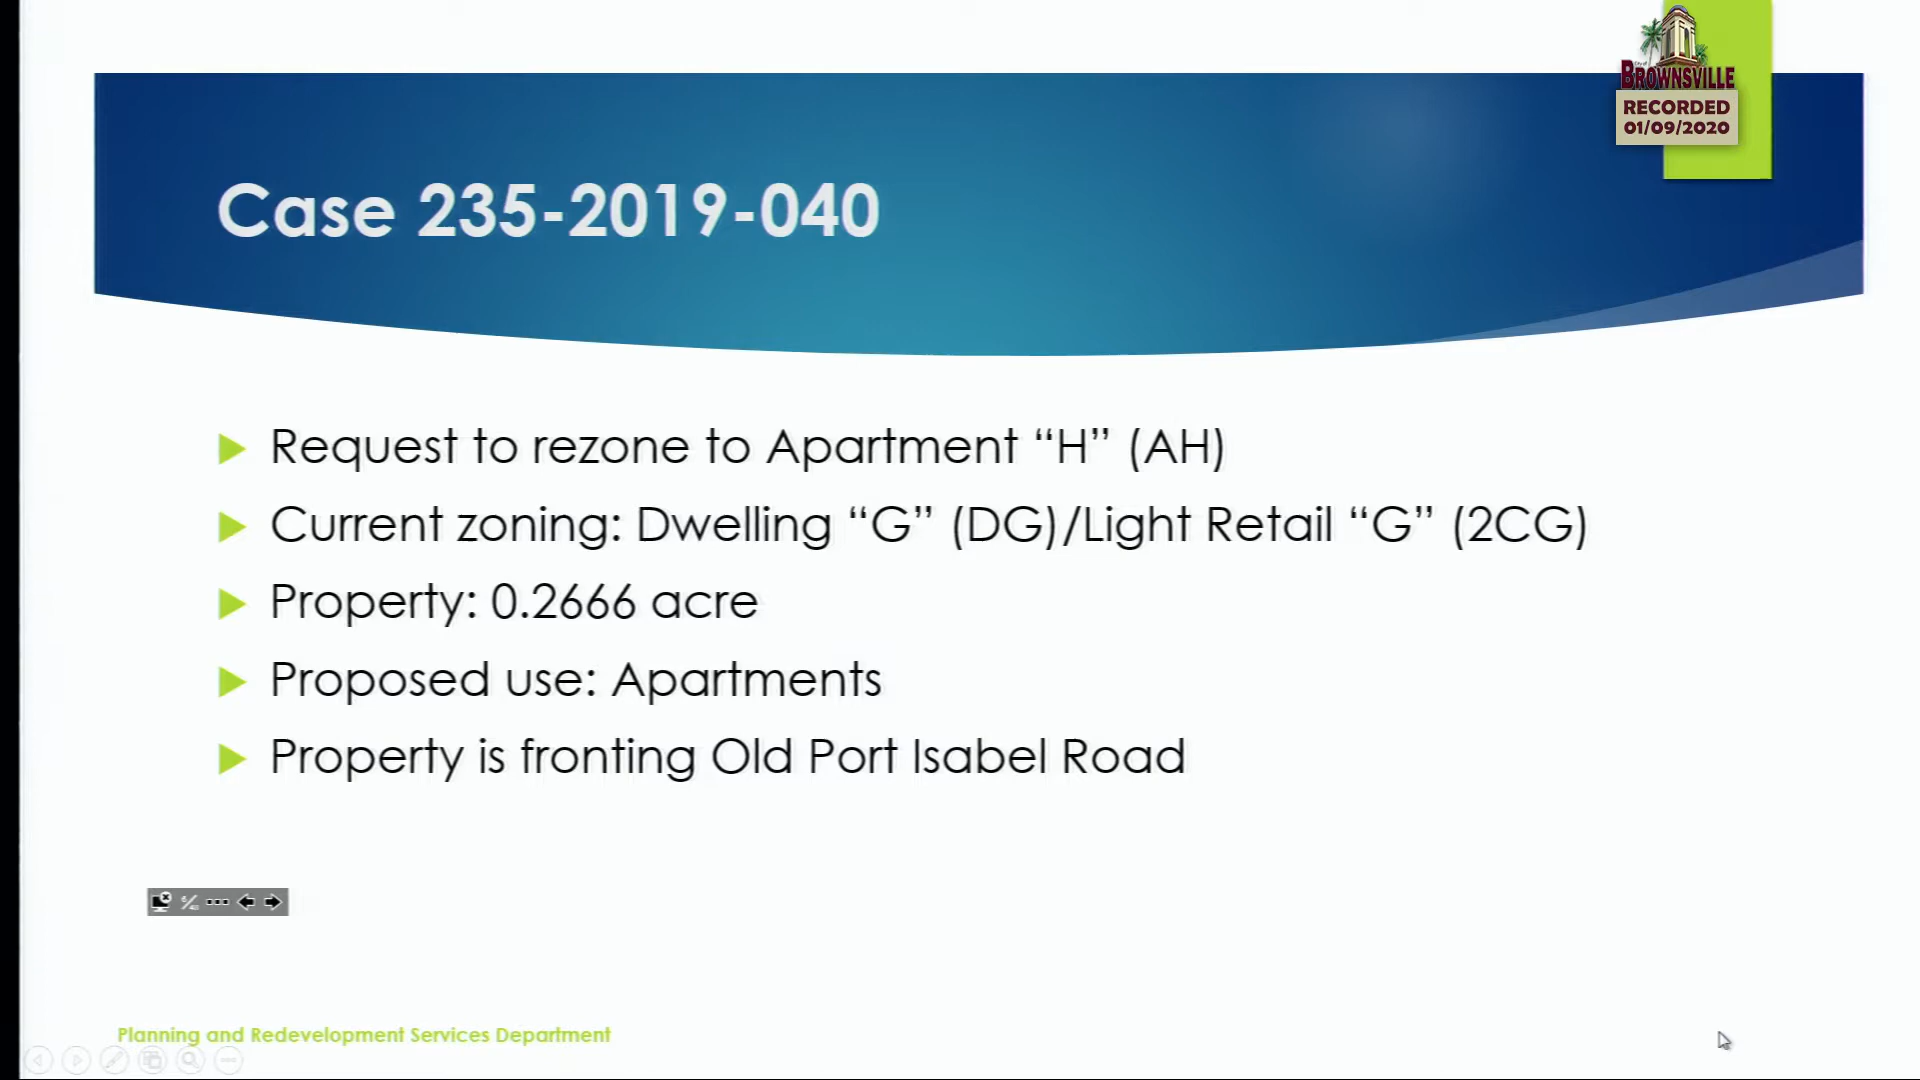 City of
BROWNSVILLE
RECORDED
01/09/2020
Case 235-2019-040
Request to rezone to Apartment “H” (AH)
Current zoning: Dwelling “G” (DG)/Light Retail “G” (2CG)
Property: 0.2666 acre
Proposed use: Apartments
Property is fronting Old Port Isabel Road
Planning and Redevelopment Services Department